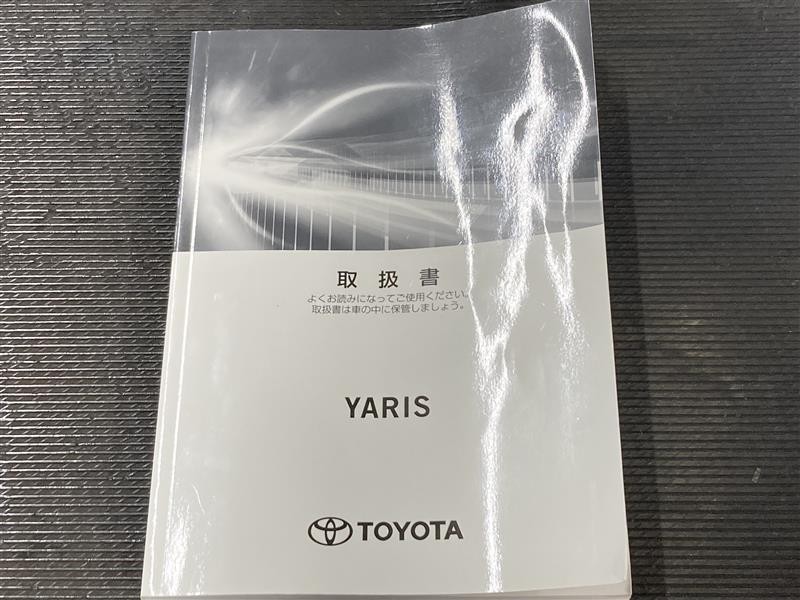 取扱書
よくお読みになってご使用ください。
取扱書は車の中に保管しましょう。
YARIS
TOYOTA